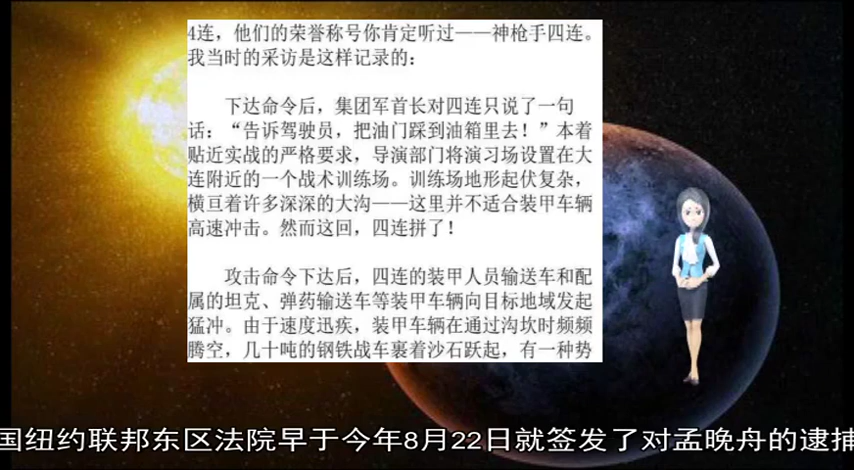 4连，他们的荣誉称号你肯定听过——神枪手四连。
我当时的采访是这样记录的：
下达命令后，集团军首长对四连只说了一句
话：“告诉驾驶员，把油门踩到油箱里去！”本着
贴近实战的严格要求，导演部门将演习场设置在大
连附近的一个战术训练场。训练场地形起伏复杂，
横亘着许多深深的大沟——这里并不适合装甲车辆
高速冲击。然而这回，四连拼了！
攻击命令下达后，四连的装甲人员输送车和配
属的坦克、弹药输送车等装甲车辆向目标地域发起
猛冲。由于速度迅疾，装甲车辆在通过沟坎时频频
腾空，几十吨的钢铁战车裹着沙石跃起，有一种势
国纽约联邦东区法院早于今年8月22日就签发了对孟晚舟的逮捕